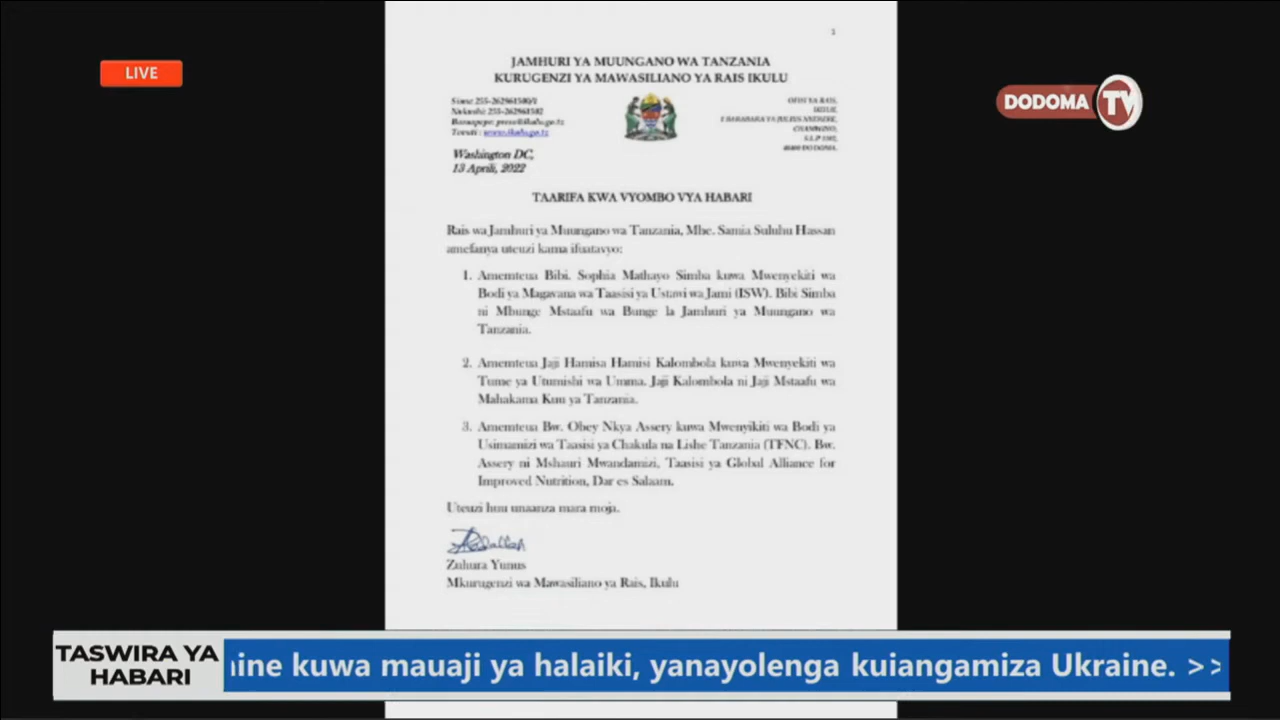 1
LIVE
DODOMA TV
JAMHURI YA MUUNGANO WA TANZANIA
KURUGENZI YA MAWASILIANO YA RAIS IKULU
Simu: 255-262961500/1
Nukushi: 255-262961502
Baruapepe: press@ikulu.go.tz
Tovuti : www.ikulu.go.tz
OFISI YA RAIS,
IKULU,
1 BARABARA YA JULIUS NYERERE,
CHAMWINO,
S.L.P 1102,
40400 DODOMA.
Washington DC,
13 Aprili, 2022
TAARIFA KWA VYOMBO VYA HABARI
Rais wa Jamhuri ya Muungano wa Tanzania, Mhe. Samia Suluhu Hassan
amefanya uteuzi kama ifuatavyo:
1. Amemteua Bibi. Sophia Mathayo Simba kuwa Mwenyekiti wa
Bodi ya Magavana wa Taasisi ya Ustawi wa Jami (ISW). Bibi Simba
ni Mbunge Mstaafu wa Bunge la Jamhuri ya Muungano wa
Tanzania.
2. Amemteua Jaji Hamisa Hamisi Kalombola kuwa Mwenyekiti wa
Tume ya Utumishi wa Umma. Jaji Kalombola ni Jaji Mstaafu wa
Mahakama Kuu ya Tanzania.
3. Amemteua Bw. Obey Nkya Assery kuwa Mwenyikiti wa Bodi ya
Usimamizi wa Taasisi ya Chakula na Lishe Tanzania (TFNC). Bw.
Assery ni Mshauri Mwandamizi, Taasisi ya Global Alliance for
Improved Nutrition, Dar es Salaam.
Uteuzi huu unaanza mara moja.
Zuhura Yunus
Mkurugenzi wa Mawasiliano ya Rais, Ikulu
TASWIRA YA
HABARI
ine kuwa mauaji ya halaiki, yanayolenga kuiangamiza Ukraine. >>